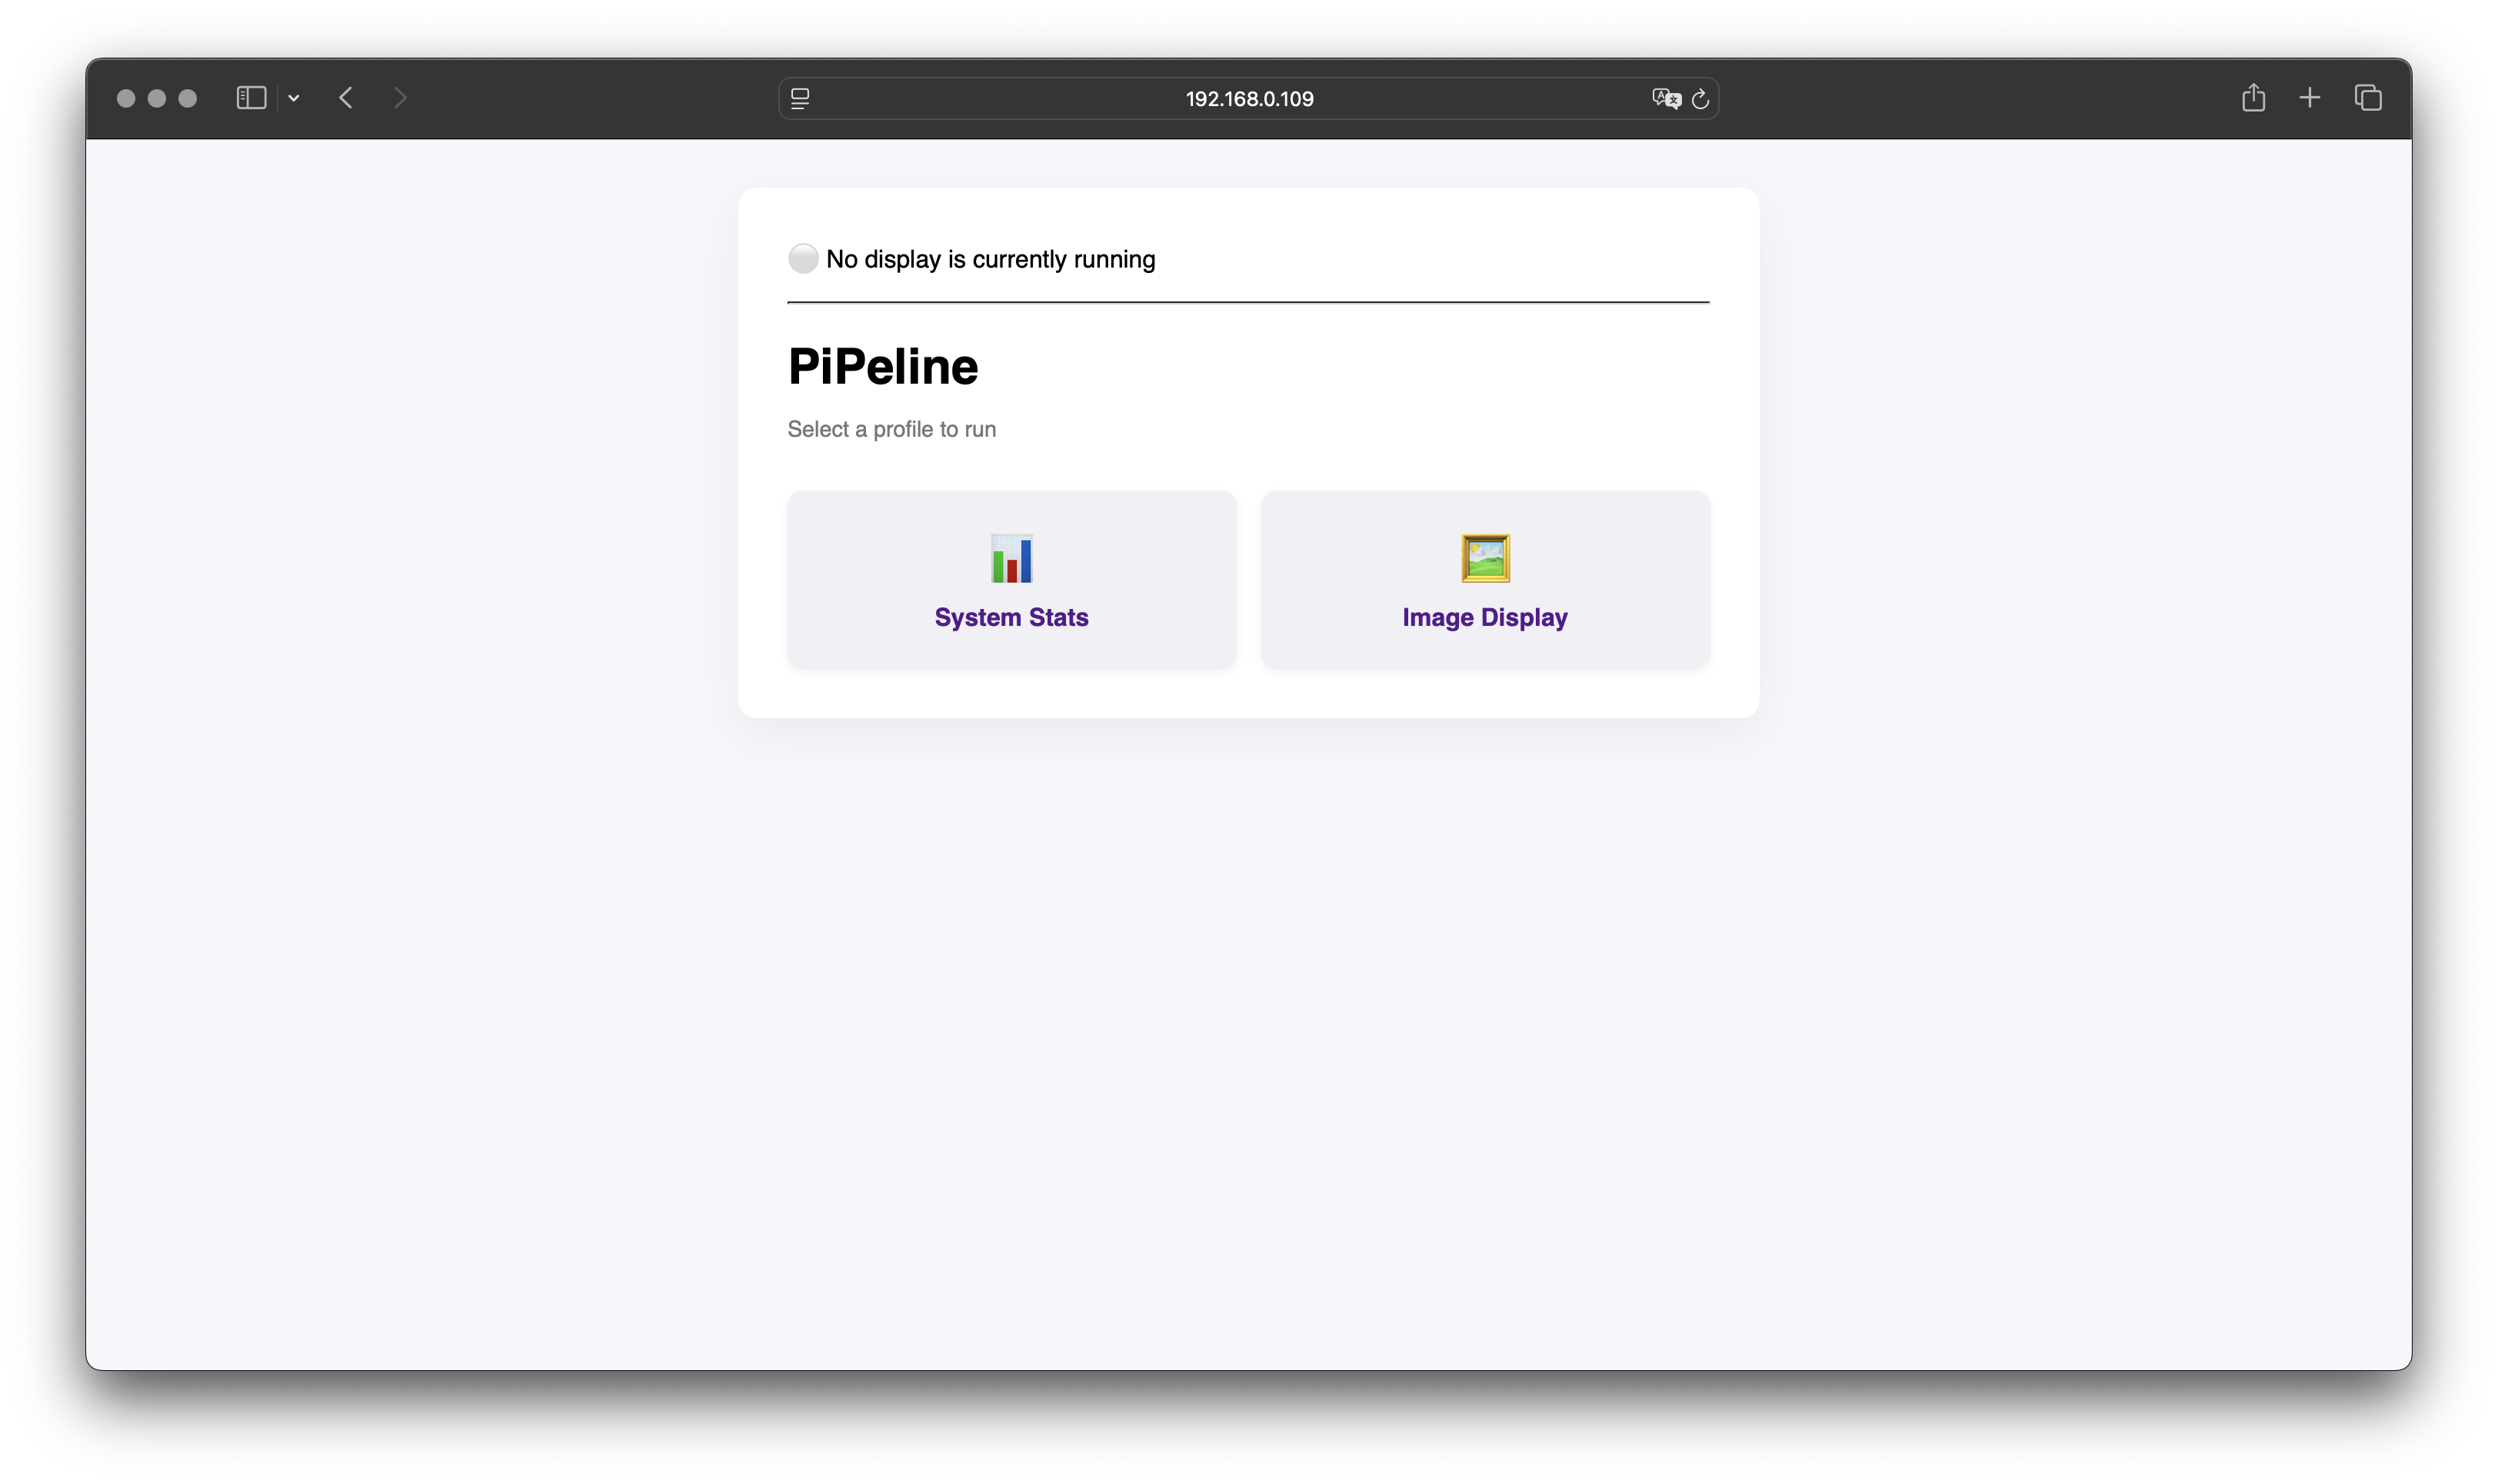 192.168.0.109
No display is currently running
PiPeline
Select a profile to run
System Stats
Image Display